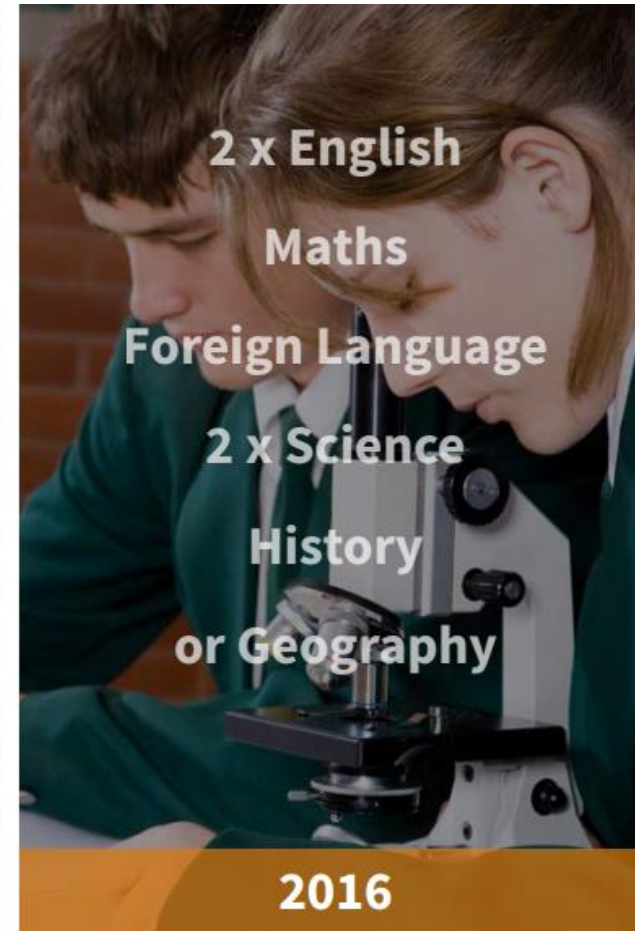 2 x English
Maths
Foreign Language
2 x Science
History
or Geography
2016